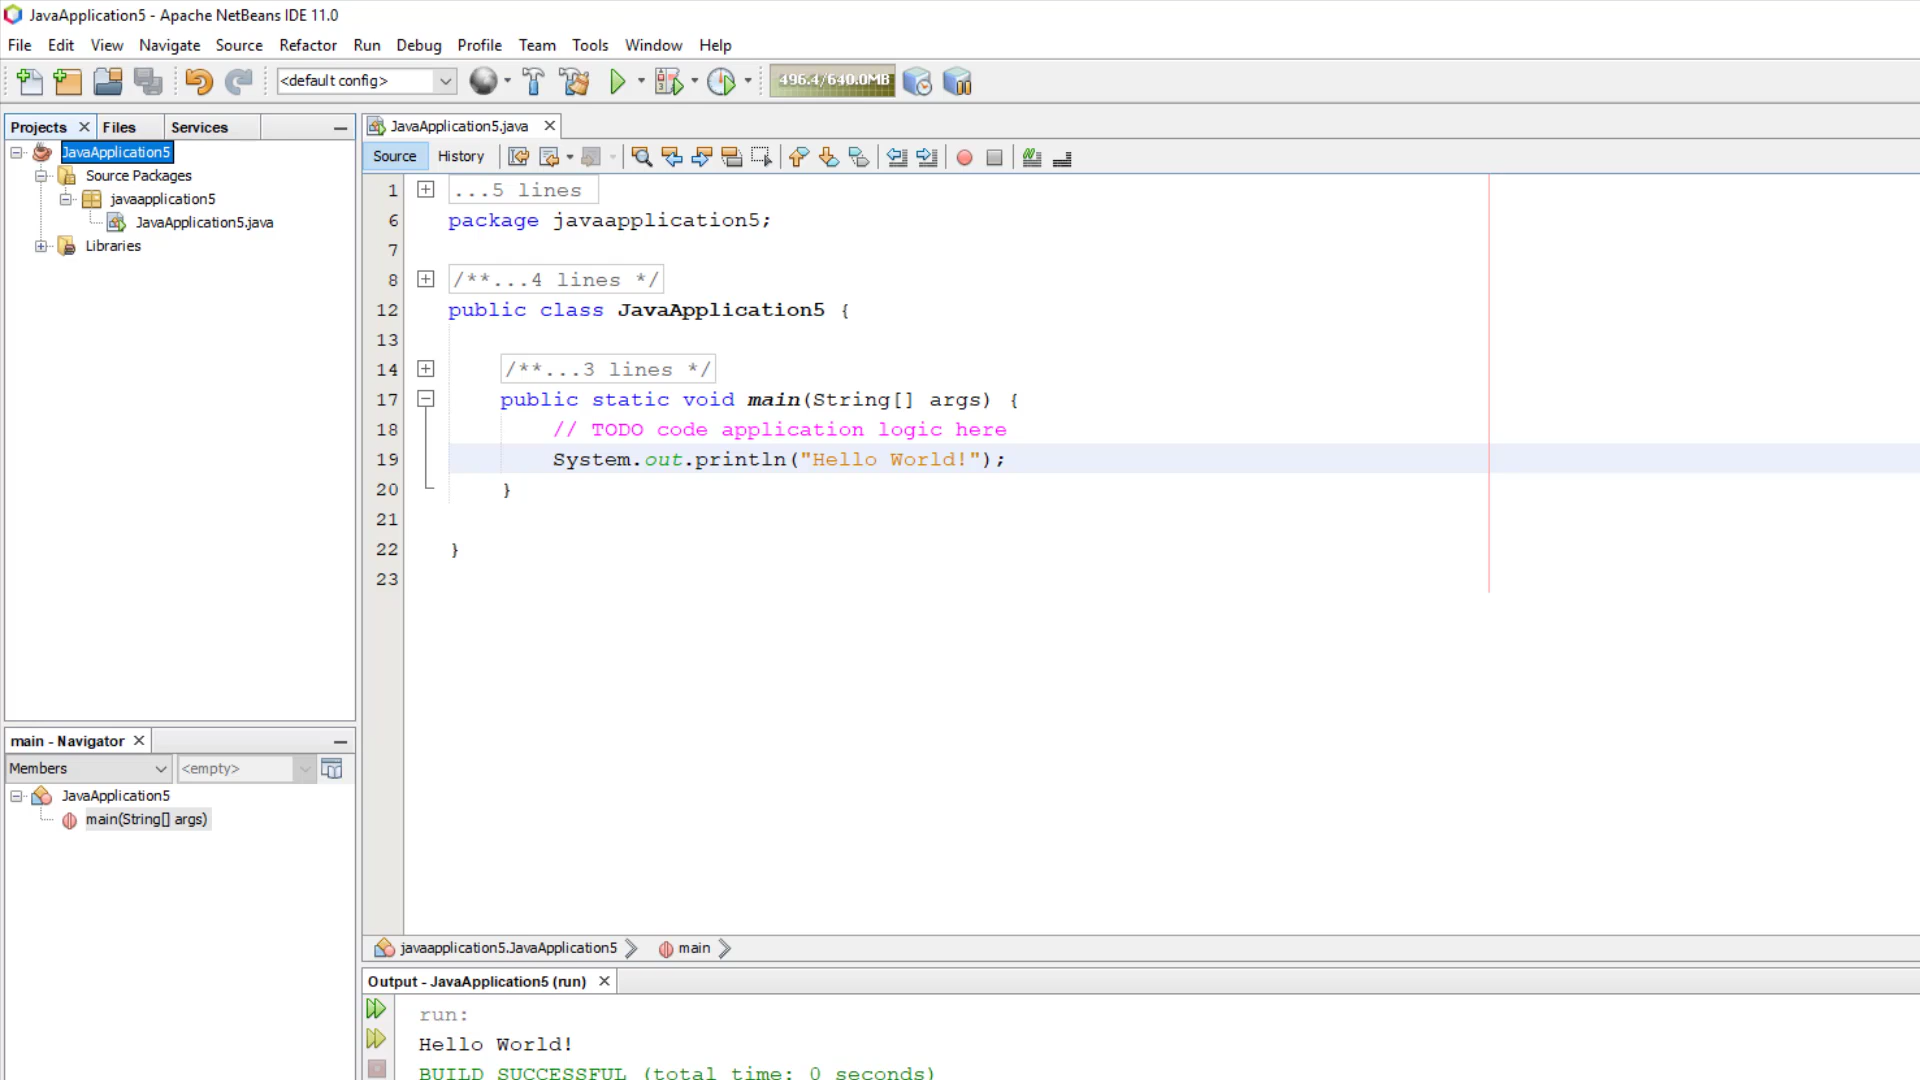 JavaApplication5 - Apache NetBeans IDE 11.0
File Edit View Navigate Source Refactor Run Debug Profile Team Tools Window Help
<default config> 496.4/640.0MB
Projects Files Services
JavaApplication5
Source Packages
javaapplication5
JavaApplication5.java
Libraries
JavaApplication5.java
Source History
1 ...5 lines
6 package javaapplication5;
7
8 /**...4 lines */
12 public class JavaApplication5 {
13
14 /**...3 lines */
17 public static void main(String[] args) {
18 // TODO code application logic here
19 System.out.println("Hello World!");
20 }
21
22 }
23
main - Navigator
Members <empty>
JavaApplication5
main(String[] args)
javaapplication5.JavaApplication5 main
Output - JavaApplication5 (run)
run:
Hello World!
BUILD SUCCESSFUL (total time: 0 seconds)